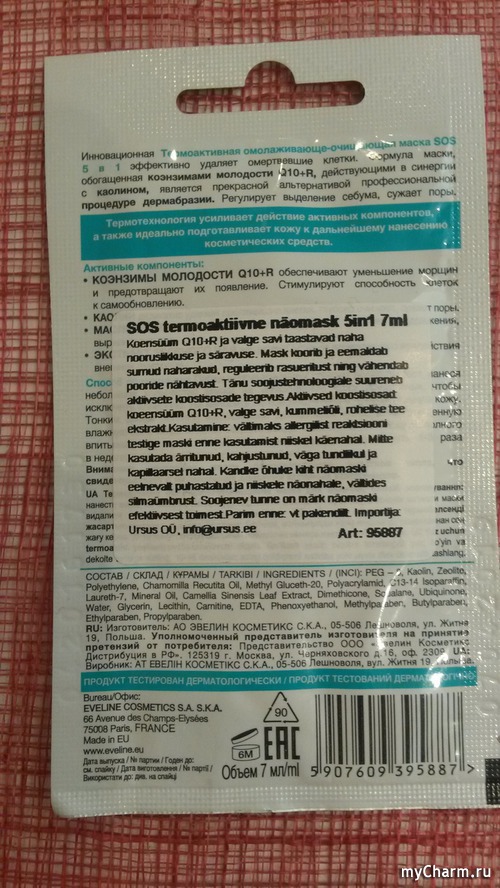 Инновационная Термоактивная омолаживающе-очищающая маска SOS
5 в 1 эффективно удаляет омертвевшие клетки. Формула маски,
обогащенная коэнзимами молодости Q10+R, действующими в синергии
с каолином, является прекрасной альтернативой профессиональной
процедуре дермабразии. Регулирует выделение себума, сужает поры.
Термотехнология усиливает действие активных компонентов,
а также идеально подготавливает кожу к дальнейшему нанесению
косметических средств.
Активные компоненты:
• КОЭНЗИМЫ МОЛОДОСТИ Q10+R обеспечивают уменьшение морщин
и предотвращают их появление. Стимулируют способность клеток
к самообновлению.
SOS termoaktiivne näomask 5in1 7ml
Koensüüm Q10+R ja valge savi taastavad naha
nooruslikkuse ja säravuse. Mask koorib ja eemaldab
surnud naharakud, reguleerib rasueritust ning vähendab
pooride nähtavust. Tänu soojustehnoloogiale suureneb
aktiivsete koostisosade tegevus.Aktiivsed koostisosad:
koeensüüm Q10+R, valge savi, kummeliõli, rohelise tee
ekstrakt.Kasutamine: vältimaks allergilist reaktsiooni
testige maski enne kasutamist niiskel käenahal. Mitte
kasutada ärritunud, kahjustunud, väga tundlikul ja
kapillaarsel nahal. Kandke õhuke kiht näomaski
eelnevalt puhastatud ja niiskele näonahale, vältides
silmaümbrust. Soojenev tunne on märk näomaski
efektiivsest toimest.Parim enne: vt pakendilt. Importija:
Ursus OÜ, info@ursus.ee
Art: 95887
СОСТАВ / СКЛАД / ҚҰРАМЫ / TARKIBI / INGREDIENTS / (INCI): PEG – 8, Kaolin, Zeolite,
Polyethylene, Chamomilla Recutita Oil, Methyl Gluceth-20, Polyacrylamid, C13-14 Isoparaffin,
Laureth-7, Mineral Oil, Camellia Sinensis Leaf Extract, Dimethicone, Squalane, Ubiquinone,
Water, Glycerin, Lecithin, Carnitine, EDTA, Phenoxyethanol, Methylparaben, Butylparaben,
Ethylparaben, Propylparaben.
RU: Изготовитель: АО ЭВЕЛИН КОСМЕТИКС С.К.А., 05-506 Лешноволя, ул. Житня
19, Польша. Уполномоченный представитель изготовителя на принятие
претензий от потребителя: Представительство ООО «Эвелин Косметикс
Дистрибуция в РФ». 125319 г. Москва, ул. Черняховского д. 16, оф. 2309. UA:
Виробник: АТ ЕВЕЛІН КОСМЕТІКС С.К.А., 05-506 Лешноволя, вул. Житня 19, Польща.
ПРОДУКТ ТЕСТИРОВАН ДЕРМАТОЛОГИЧЕСКИ / ПРОДУКТ ТЕСТОВАНИЙ ДЕРМАТОЛОГІЧНО
Bureau/Офис:
EVELINE COSMETICS S.A. S.K.A.
66 Avenue des Champs-Elysées
75008 Paris, FRANCE
Made in EU
www.eveline.eu
Дата выпуска / № партии / Годен до:
см. спайку / Дата виготовлення / № партії /
Використати до: див. на спайці
6M
90
EAC
Объем 7 мл/ml
5 907609 395887 >
myCharm.ru